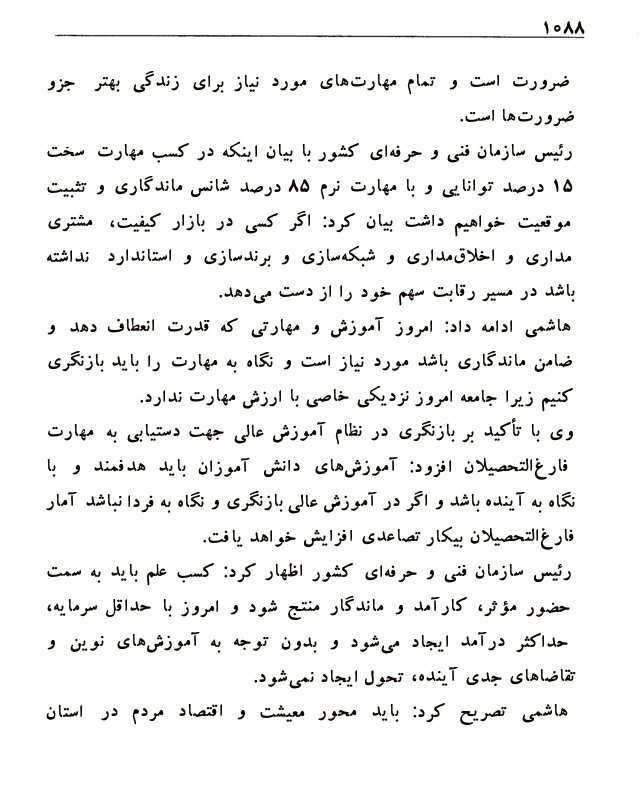 ۱۰۸۸
ضرورت است و تمام مهارت‌های مورد نیاز برای زندگی بهتر جزو
ضرورت‌ها است.
رئیس سازمان فنی و حرفه‌ای کشور با بیان اینکه در کسب مهارت سخت
۱۵ درصد توانایی و با مهارت نرم ۸۵ درصد شانس ماندگاری و تثبیت
موقعیت خواهیم داشت بیان کرد: اگر کسی در بازار کیفیت، مشتری
مداری و اخلاق‌مداری و شبکه‌سازی و برندسازی و استاندارد نداشته
باشد در مسیر رقابت سهم خود را از دست می‌دهد.
هاشمی ادامه داد: امروز آموزش و مهارتی که قدرت انعطاف دهد و
ضامن ماندگاری باشد مورد نیاز است و نگاه به مهارت را باید بازنگری
کنیم زیرا جامعه امروز نزدیکی خاصی با ارزش مهارت ندارد.
وی با تأکید بر بازنگری در نظام آموزش عالی جهت دستیابی به مهارت
فارغ‌التحصیلان افزود: آموزش‌های دانش آموزان باید هدفمند و با
نگاه به آینده باشد و اگر در آموزش عالی بازنگری و نگاه به فردا نباشد آمار
فارغ‌التحصیلان بیکار تصاعدی افزایش خواهد یافت.
رئیس سازمان فنی و حرفه‌ای کشور اظهار کرد: کسب علم باید به سمت
حضور مؤثر، کارآمد و ماندگار منتج شود و امروز با حداقل سرمایه،
حداکثر درآمد ایجاد می‌شود و بدون توجه به آموزش‌های نوین و
تقاضاهای جدی آینده، تحول ایجاد نمی‌شود.
هاشمی تصریح کرد: باید محور معیشت و اقتصاد مردم در استان